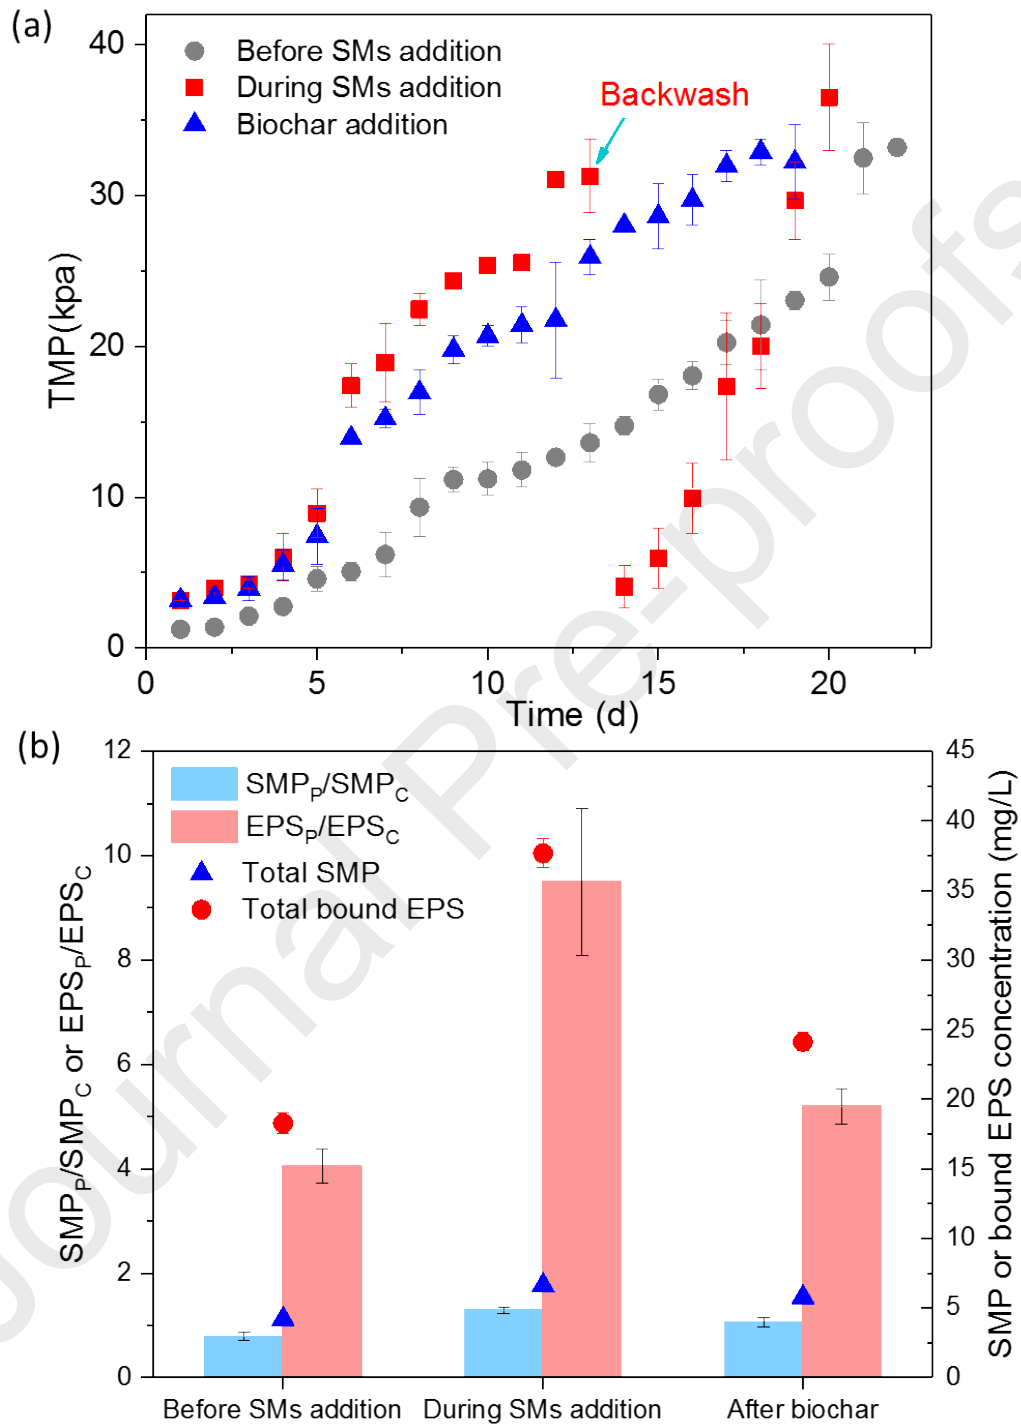 (a)
40
30
20
10
0
TMP(kpa)
Before SMs addition
During SMs addition
Biochar addition
Backwash
0 5 10 15 20
Time (d)
(b)
12
10
8
6
4
2
0
SMPP/SMPC or EPSP/EPSC
SMPP/SMPC
EPSP/EPSC
Total SMP
Total bound EPS
45
40
35
30
25
20
15
10
5
0
SMP or bound EPS concentration (mg/L)
Before SMs addition During SMs addition After biochar
Journal Pre-proofs